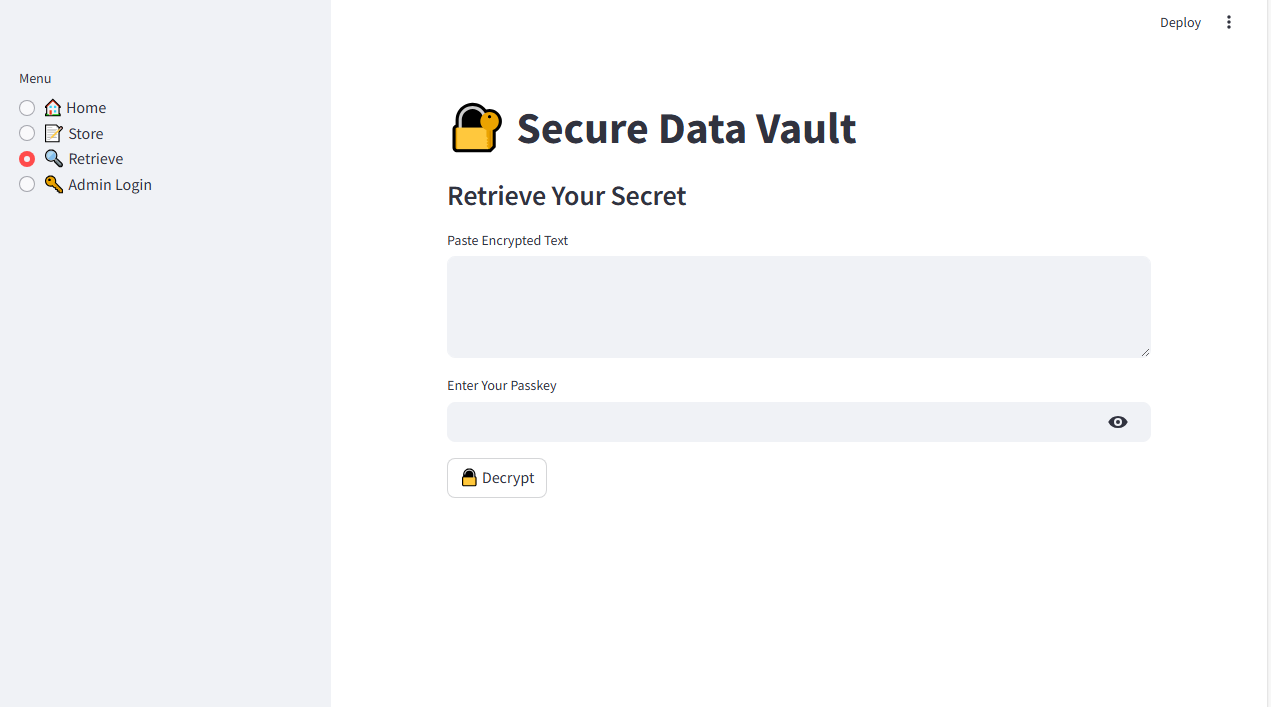 Deploy
Menu
Home
Store
Retrieve
Admin Login
Secure Data Vault
Retrieve Your Secret
Paste Encrypted Text
Enter Your Passkey
Decrypt